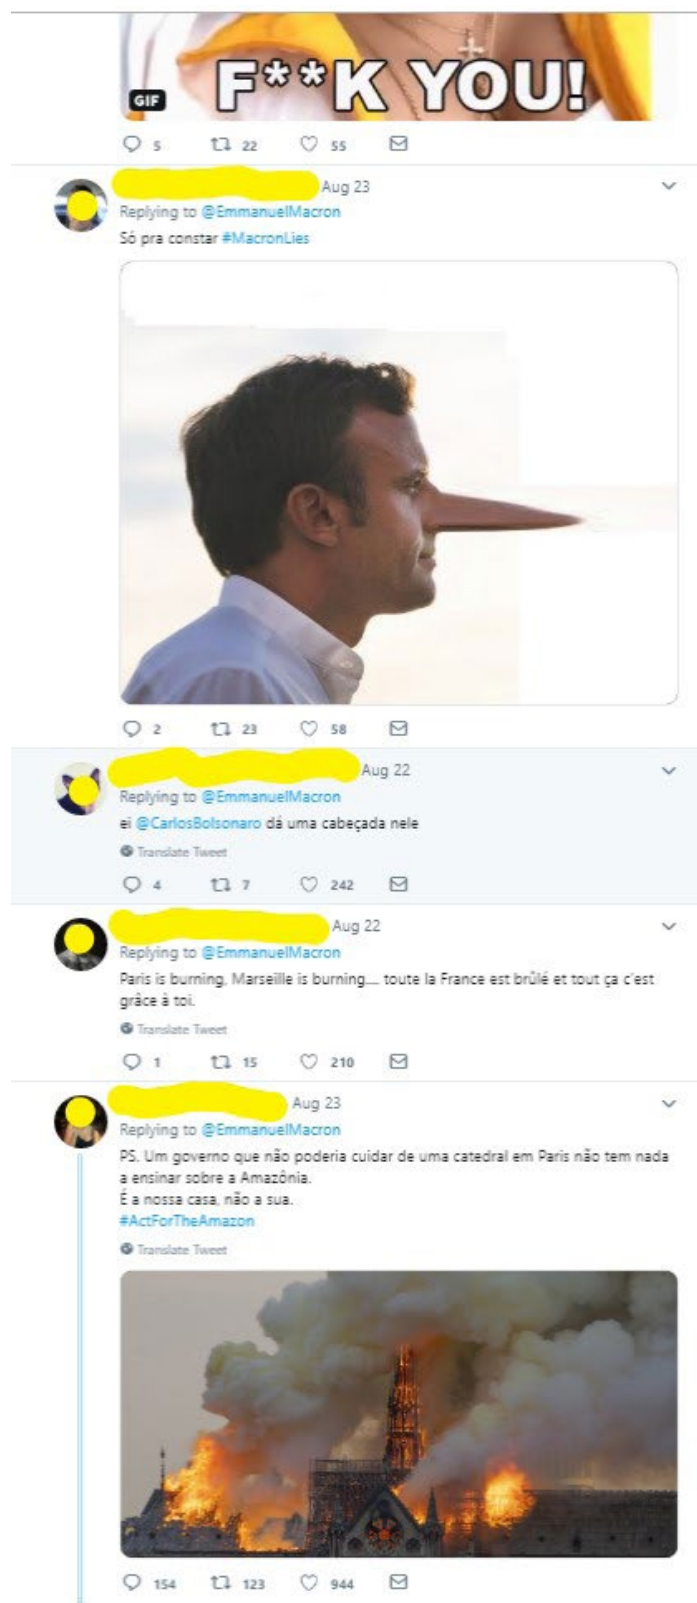 F**K YOU!
GIF
5 22 55
Aug 23
Replying to @EmmanuelMacron
Só pra constar #MacronLies
2 23 58
Aug 22
Replying to @EmmanuelMacron
ei @CarlosBolsonaro dá uma cabeçada nele
Translate Tweet
4 7 242
Aug 22
Replying to @EmmanuelMacron
Paris is burning, Marseille is burning.... toute la France est brûlé et tout ça c'est
grâce à toi.
Translate Tweet
1 15 210
Aug 23
Replying to @EmmanuelMacron
PS. Um governo que não poderia cuidar de uma catedral em Paris não tem nada
a ensinar sobre a Amazônia.
É a nossa casa, não a sua.
#ActForTheAmazon
Translate Tweet
154 123 944